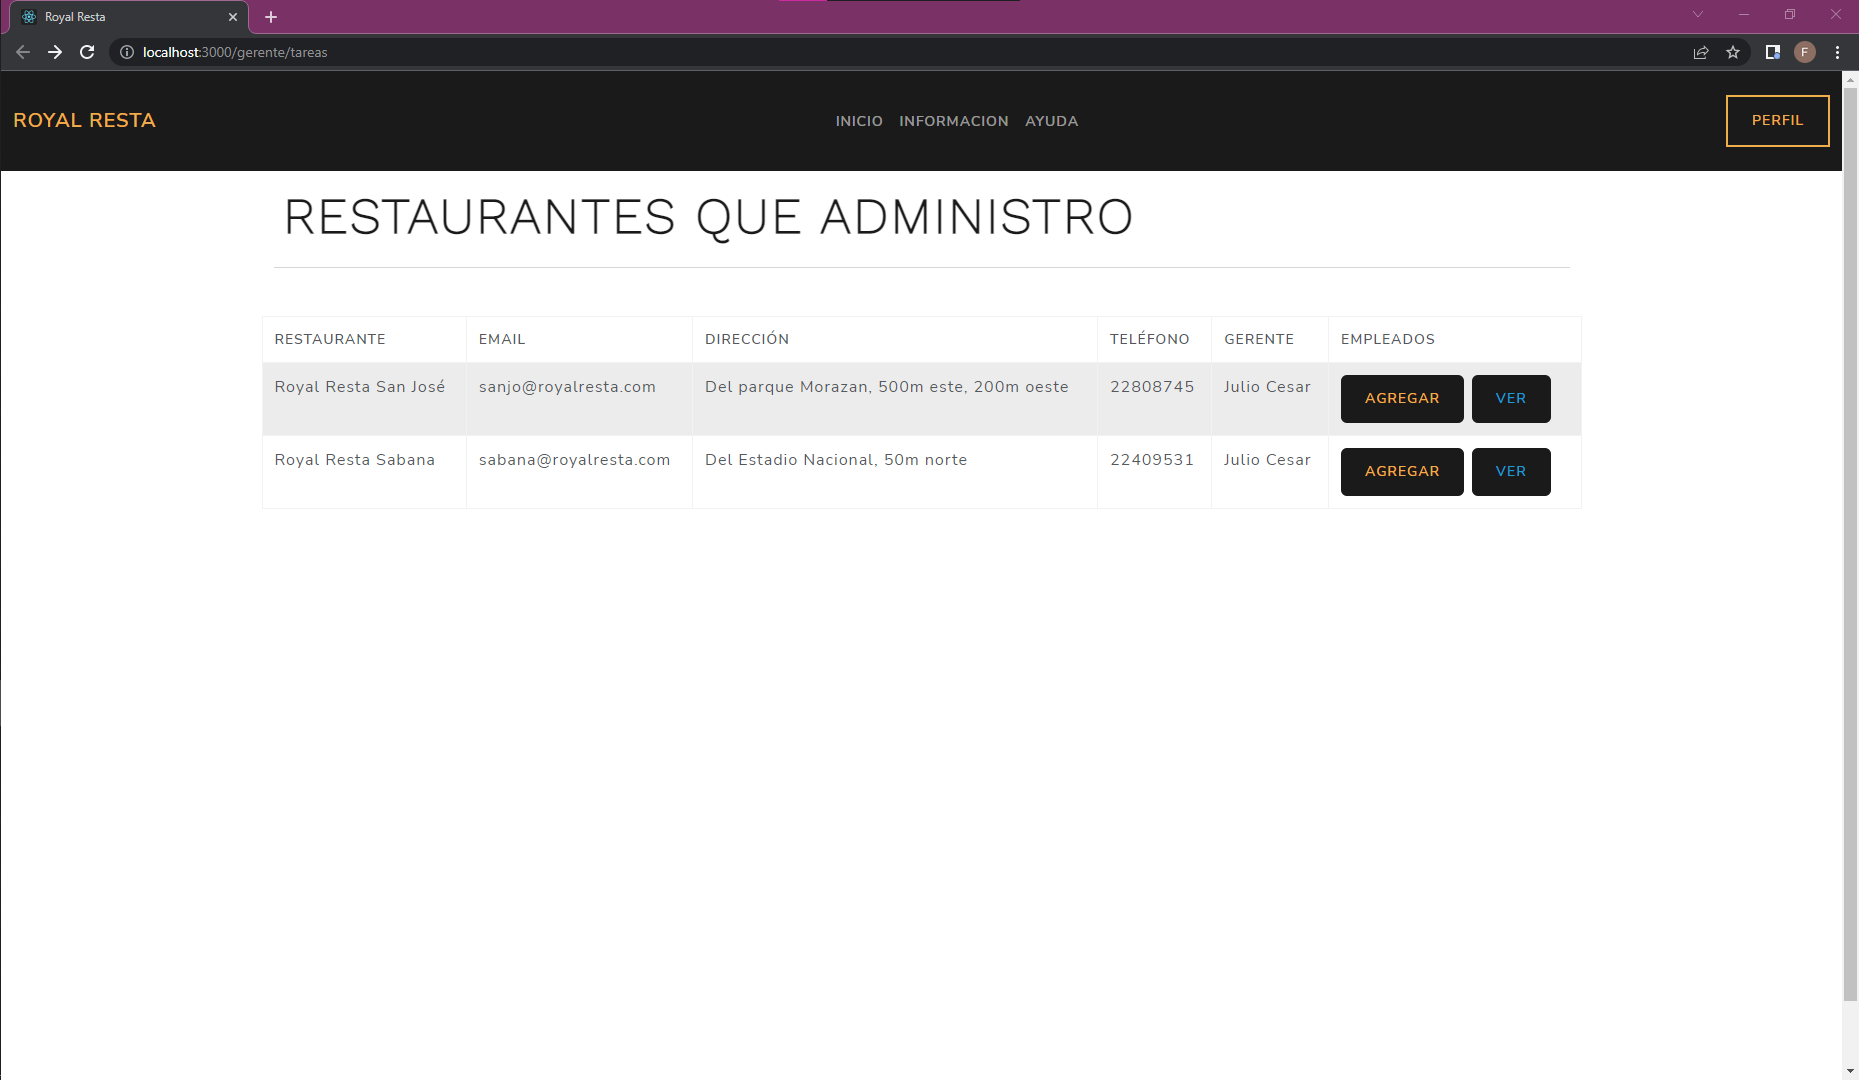 Royal Resta
localhost:3000/gerente/tareas
F
ROYAL RESTA
INICIO INFORMACION AYUDA
PERFIL
RESTAURANTES QUE ADMINISTRO
RESTAURANTE EMAIL DIRECCIÓN TELÉFONO GERENTE EMPLEADOS
Royal Resta San José sanjo@royalresta.com Del parque Morazan, 500m este, 200m oeste 22808745 Julio Cesar AGREGAR VER
Royal Resta Sabana sabana@royalresta.com Del Estadio Nacional, 50m norte 22409531 Julio Cesar AGREGAR VER